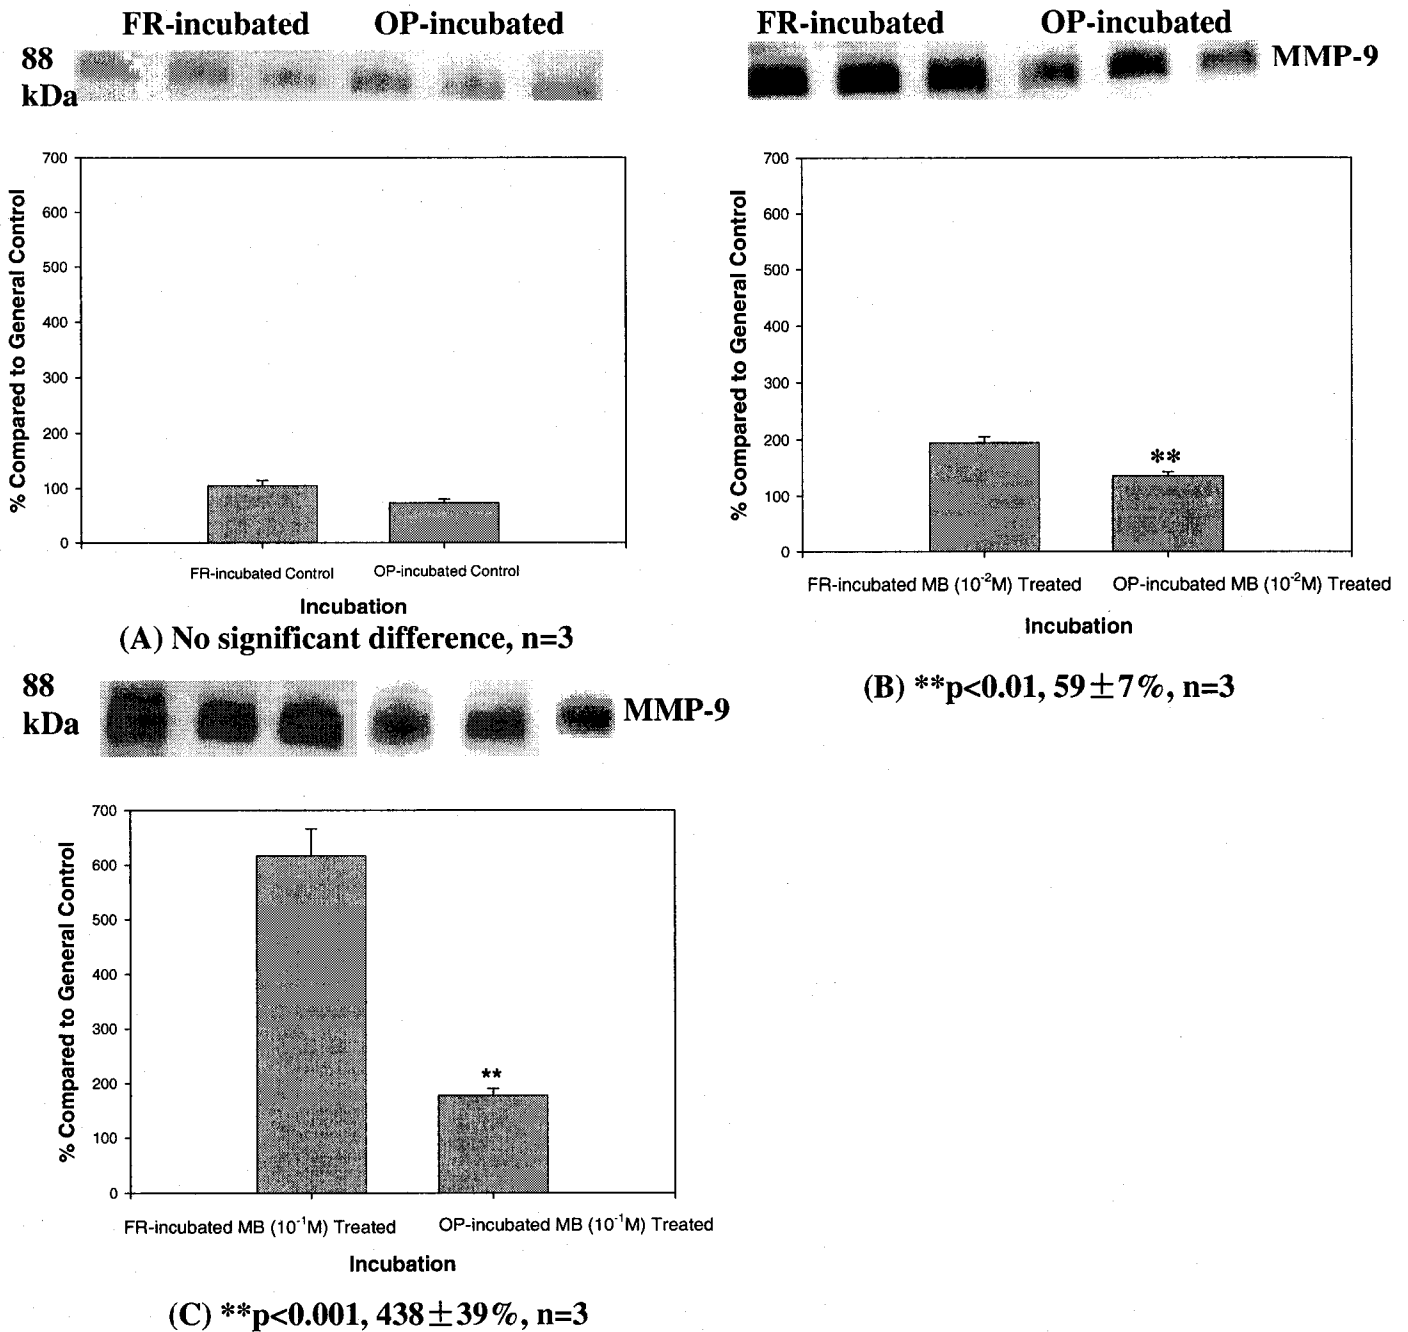 FR-incubated OP-incubated
88
kDa
% Compared to General Control
700
600
500
400
300
200
100
0
FR-incubated Control OP-incubated Control
Incubation
(A) No significant difference, n=3
FR-incubated OP-incubated
MMP-9
% Compared to General Control
700
600
500
400
300
200
100
0
**
FR-incubated MB (10⁻²M) Treated OP-incubated MB (10⁻²M) Treated
Incubation
(B) **p<0.01, 59±7%, n=3
88
kDa
MMP-9
% Compared to General Control
700
600
500
400
300
200
100
0
**
FR-incubated MB (10⁻¹M) Treated OP-incubated MB (10⁻¹M) Treated
Incubation
(C) **p<0.001, 438±39%, n=3